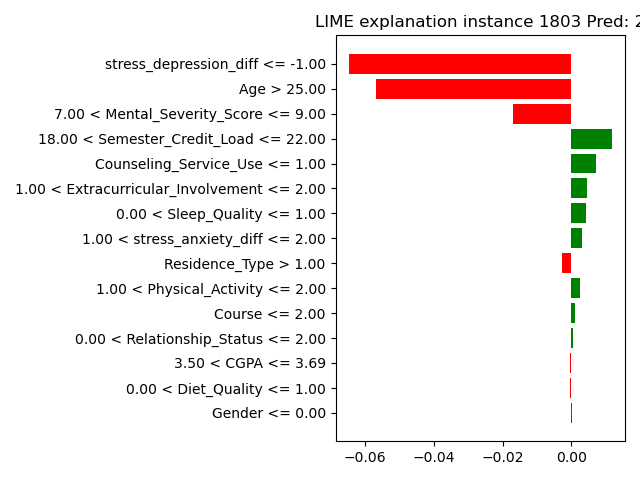 LIME explanation instance 1803 Pred: 2
stress_depression_diff <= -1.00
Age > 25.00
7.00 < Mental_Severity_Score <= 9.00
18.00 < Semester_Credit_Load <= 22.00
Counseling_Service_Use <= 1.00
1.00 < Extracurricular_Involvement <= 2.00
0.00 < Sleep_Quality <= 1.00
1.00 < stress_anxiety_diff <= 2.00
Residence_Type > 1.00
1.00 < Physical_Activity <= 2.00
Course <= 2.00
0.00 < Relationship_Status <= 2.00
3.50 < CGPA <= 3.69
0.00 < Diet_Quality <= 1.00
Gender <= 0.00
−0.06 −0.04 −0.02 0.00